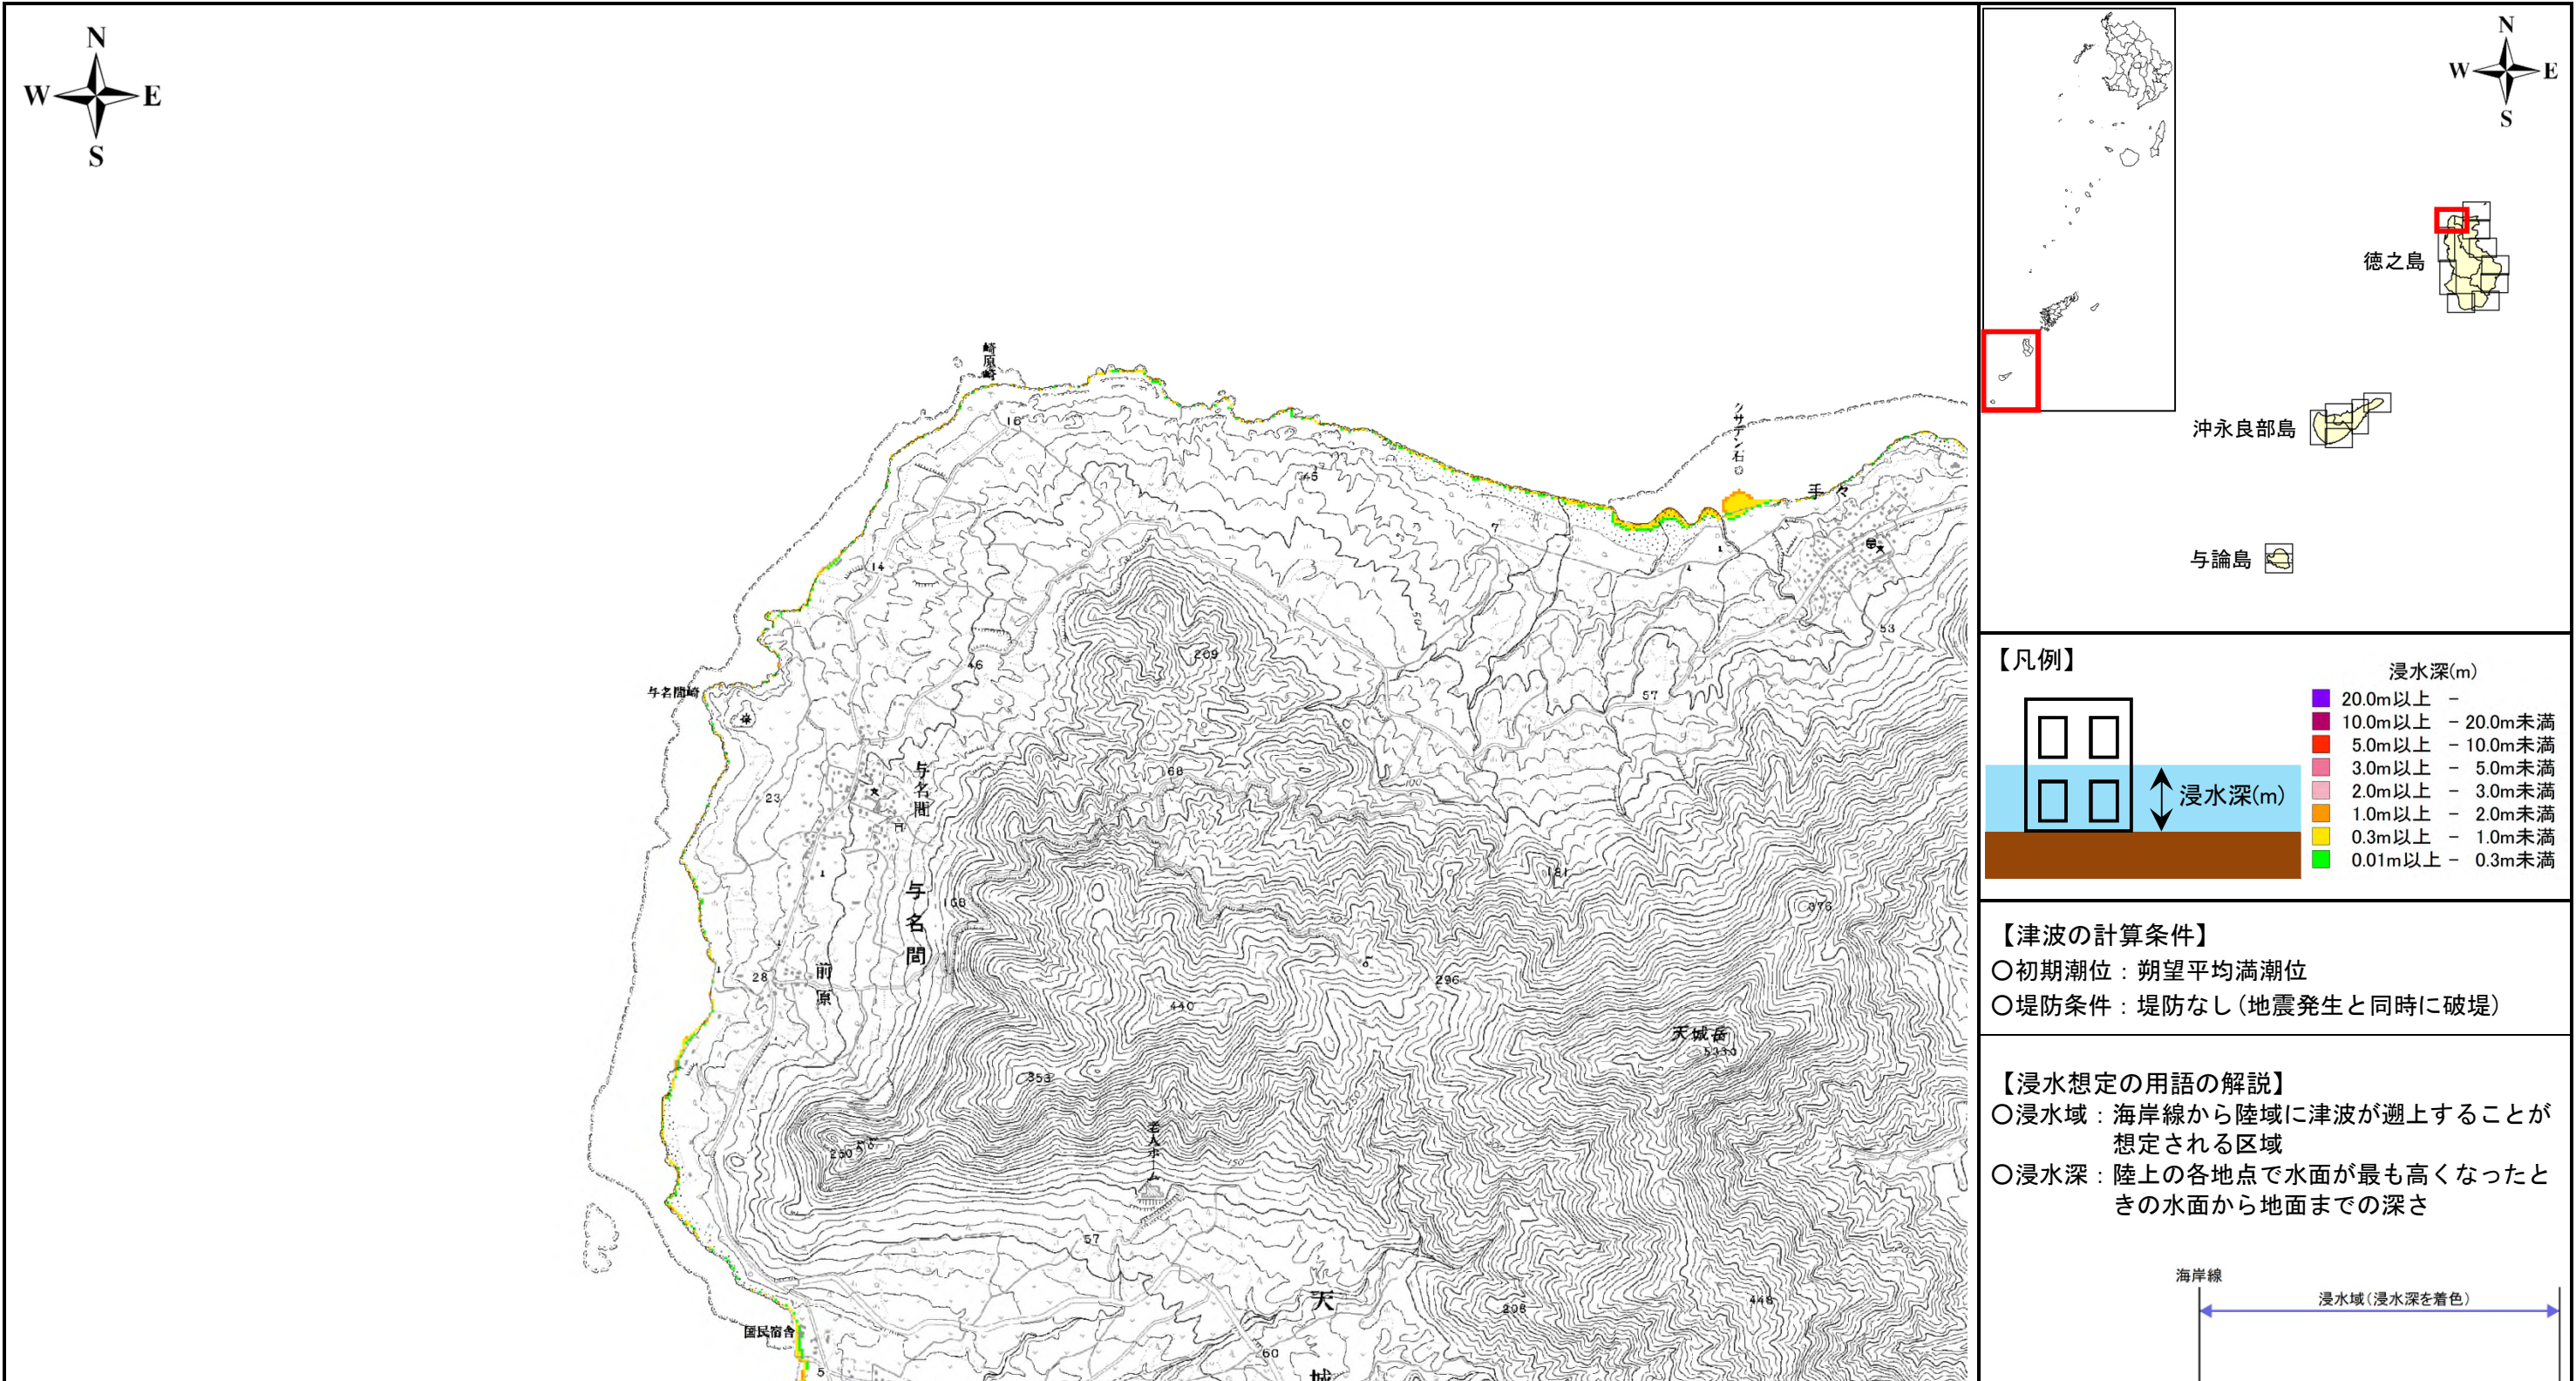 N
W E
S
崎原崎
16
45
クサデン石
手々
7
14
53
46
209
57
与名間崎
168
100
与名間
23
181
与名間
168
376
前原
28
296
440
天城岳
5330
353
老人ホーム
250
150
57
天城
298
448
国民宿舎
60
5
N
W E
S
徳之島
沖永良部島
与論島
【凡例】
浸水深(m)
浸水深(m)
20.0m以上 -
10.0m以上 - 20.0m未満
5.0m以上 - 10.0m未満
3.0m以上 - 5.0m未満
2.0m以上 - 3.0m未満
1.0m以上 - 2.0m未満
0.3m以上 - 1.0m未満
0.01m以上 - 0.3m未満
【津波の計算条件】
○初期潮位：朔望平均満潮位
○堤防条件：堤防なし(地震発生と同時に破堤)
【浸水想定の用語の解説】
○浸水域：海岸線から陸域に津波が遡上することが
想定される区域
○浸水深：陸上の各地点で水面が最も高くなったと
きの水面から地面までの深さ
海岸線
浸水域(浸水深を着色)